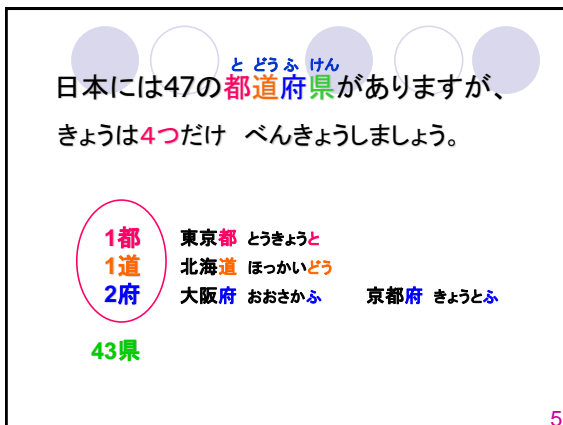 と どうふ けん
日本には47の都道府県がありますが、
きょうは4つだけ べんきょうしましょう。
1都 東京都 とうきょうと
1道 北海道 ほっかいどう
2府 大阪府 おおさかふ 京都府 きょうとふ
43県
5